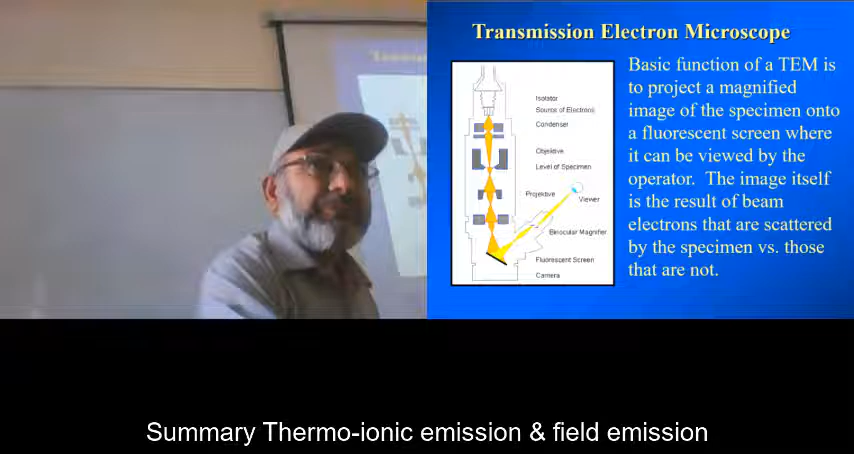 Transmission Electron Microscope
Basic function of a TEM is
to project a magnified
image of the specimen onto
a fluorescent screen where
it can be viewed by the
operator. The image itself
is the result of beam
electrons that are scattered
by the specimen vs. those
that are not.
Isolator
Source of Electrons
Condenser
Objektive
Level of Specimen
Projektive
Viewer
Binocular Magnifier
Fluorescent Screen
Camera
Summary Thermo-ionic emission & field emission